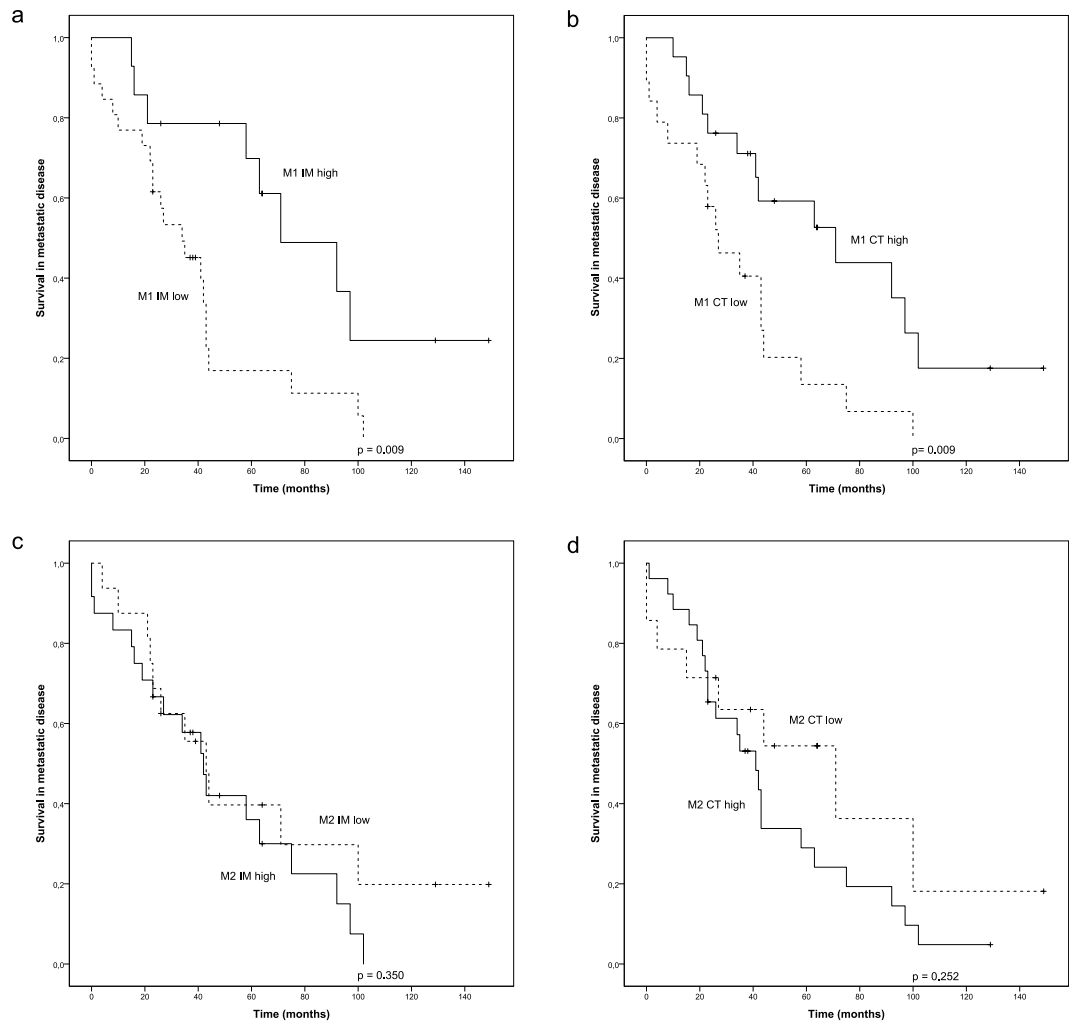 a
Survival in metastatic disease
1,0
0,8
0,6
0,4
0,2
0,0
M1 IM high
M1 IM low
p = 0.009
0 20 40 60 80 100 120 140
Time (months)
b
Survival in metastatic disease
1,0
0,8
0,6
0,4
0,2
0,0
M1 CT high
M1 CT low
p= 0.009
0 20 40 60 80 100 120 140
Time (months)
c
Survival in metastatic disease
1,0
0,8
0,6
0,4
0,2
0,0
M2 IM low
M2 IM high
p = 0.350
0 20 40 60 80 100 120 140
Time (months)
d
Survival in metastatic disease
1,0
0,8
0,6
0,4
0,2
0,0
M2 CT low
M2 CT high
p = 0.252
0 20 40 60 80 100 120 140
Time (months)